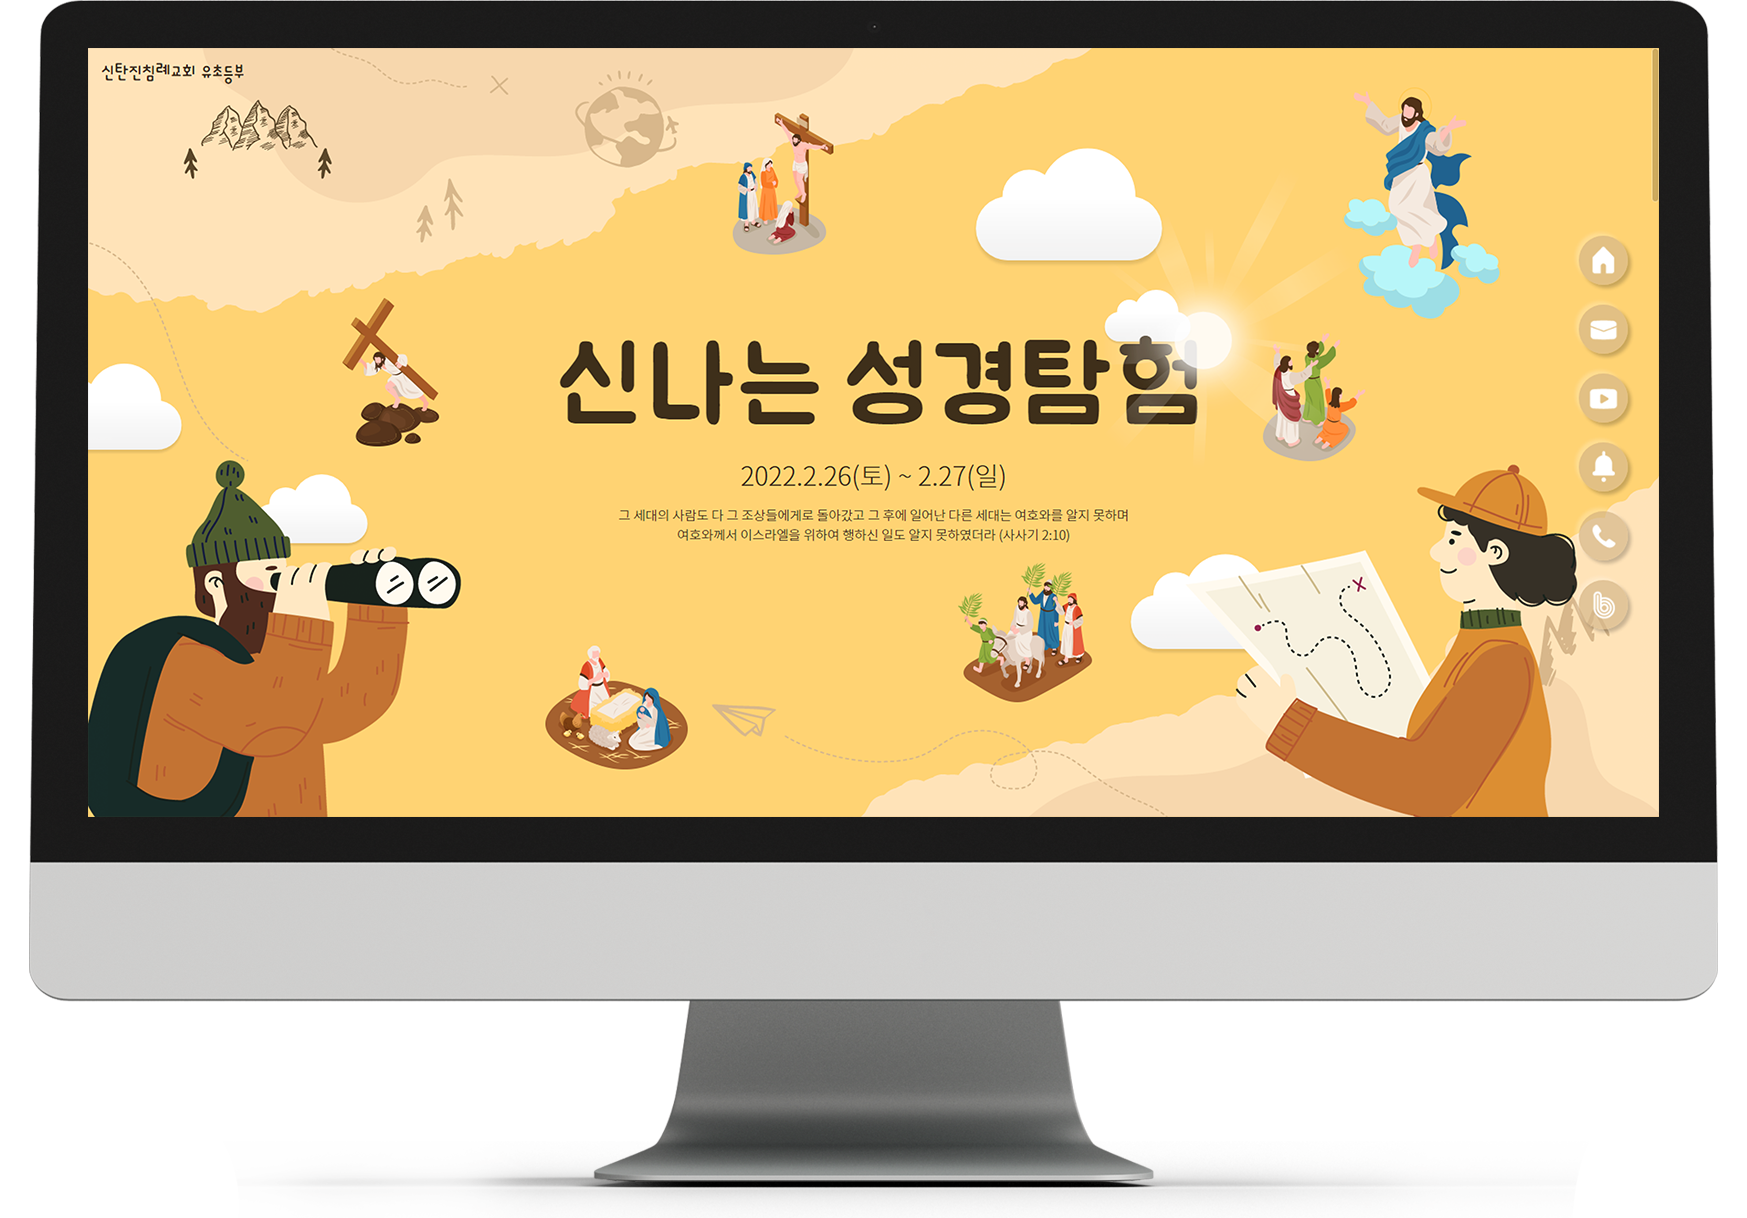 신탄진침례교회 유초등부
신나는 성경탐험
2022.2.26(토) ~ 2.27(일)
그 세대의 사람도 다 그 조상들에게로 돌아갔고 그 후에 일어난 다른 세대는 여호와를 알지 못하며
여호와께서 이스라엘을 위하여 행하신 일도 알지 못하였더라 (사사기 2:10)